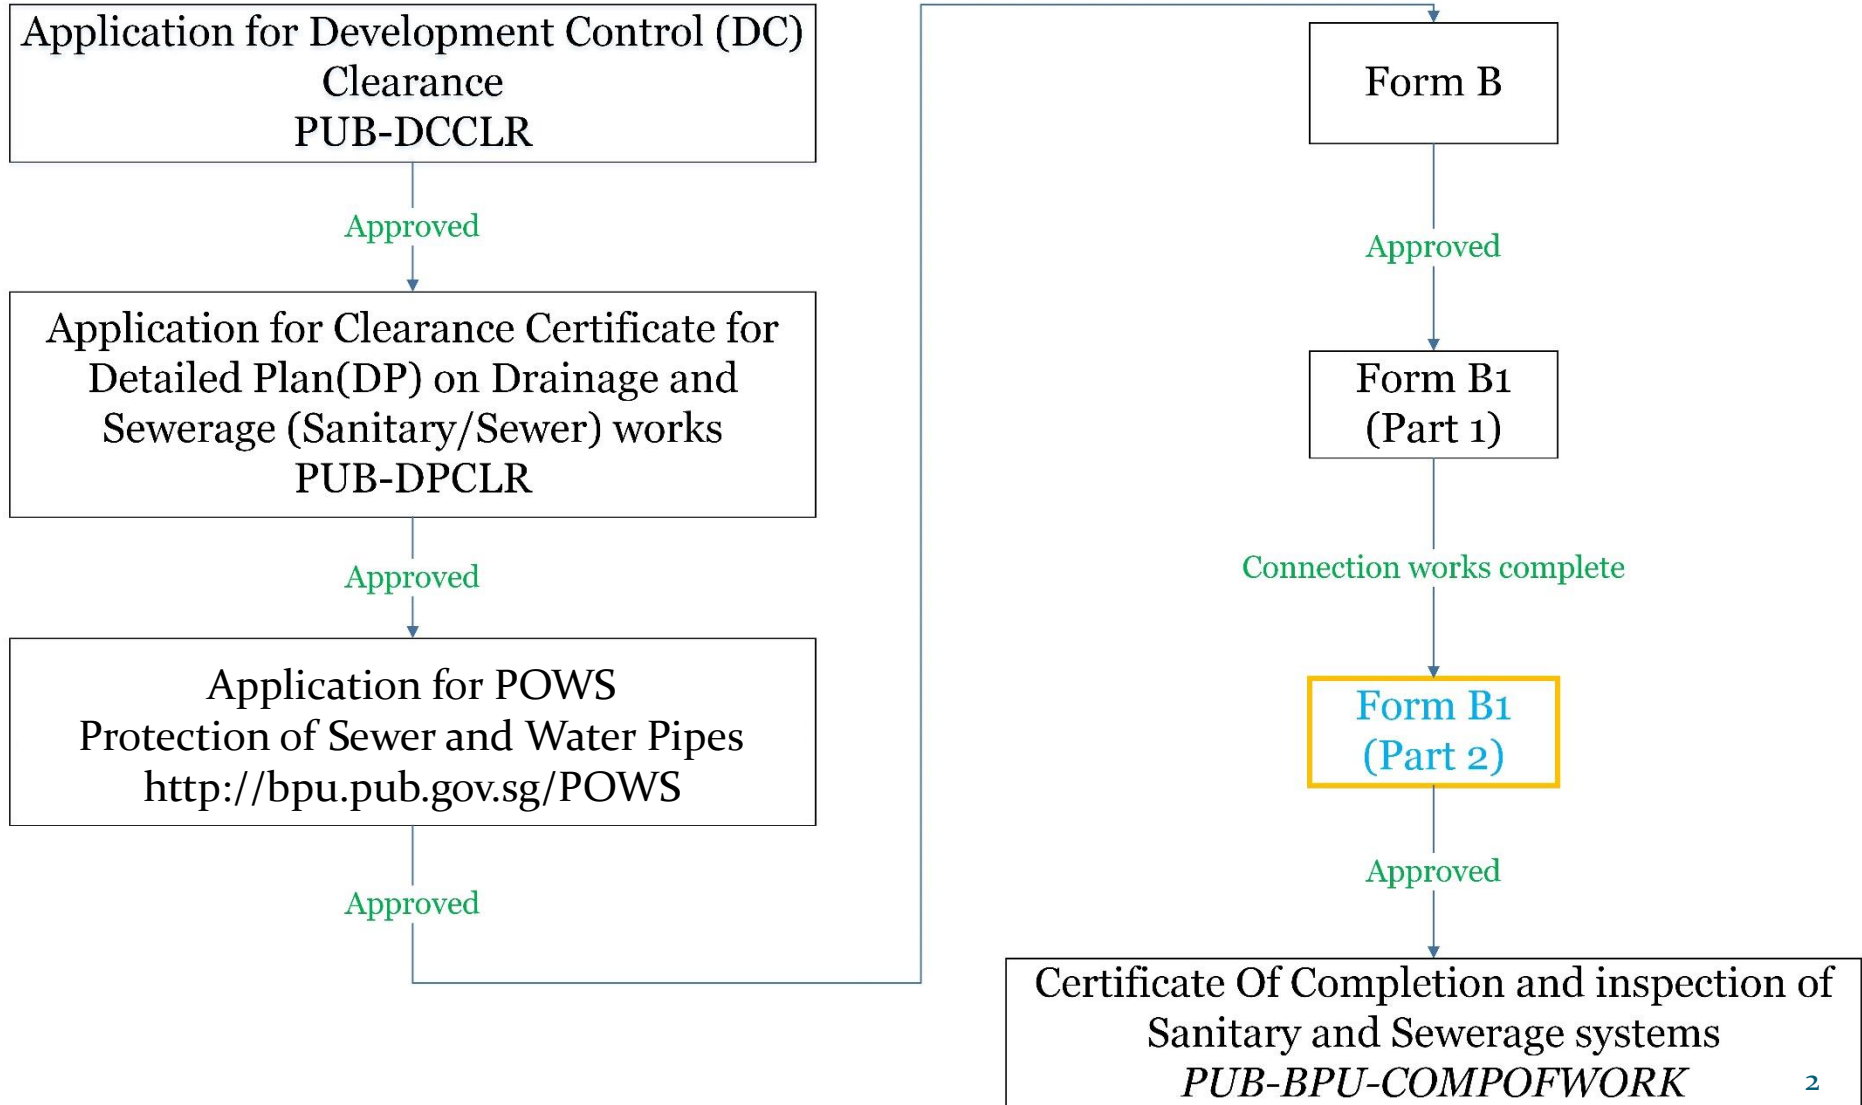 Application for Development Control (DC)
Clearance
PUB-DCCLR
Approved
Application for Clearance Certificate for
Detailed Plan(DP) on Drainage and
Sewerage (Sanitary/Sewer) works
PUB-DPCLR
Approved
Application for POWS
Protection of Sewer and Water Pipes
http://bpu.pub.gov.sg/POWS
Approved
Form B
Approved
Form B1
(Part 1)
Connection works complete
Form B1
(Part 2)
Approved
Certificate Of Completion and inspection of
Sanitary and Sewerage systems
PUB-BPU-COMPOFWORK
2